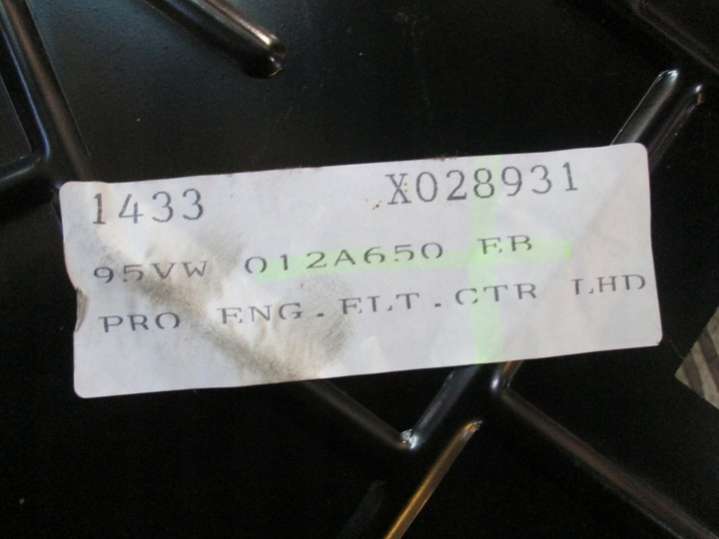 1433 X028931
95VW 012A650 EB
PRO ENG.ELT.CTR LHD